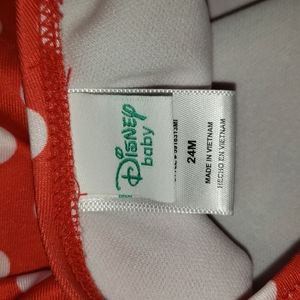 Disney
baby
24M
MADE IN VIETNAM
HECHO EN VIETNAM